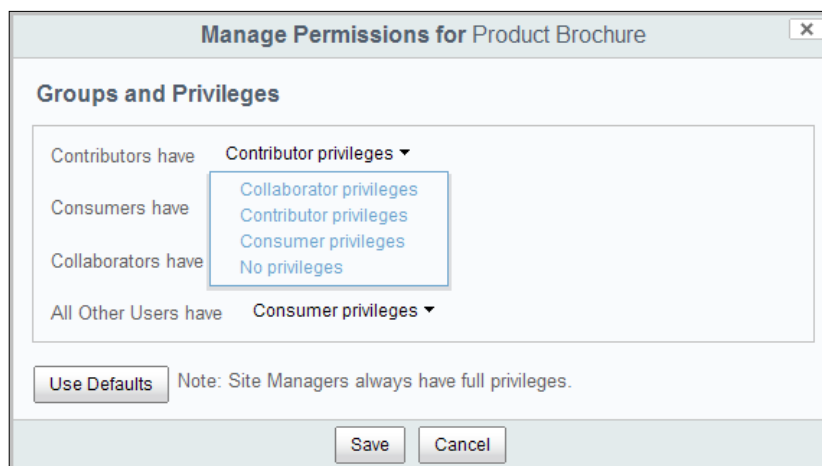 Manage Permissions for Product Brochure
Groups and Privileges
Contributors have Contributor privileges
Collaborator privileges
Contributor privileges
Consumers have
Consumer privileges
Collaborators have
No privileges
All Other Users have Consumer privileges
Use Defaults Note: Site Managers always have full privileges.
Save Cancel